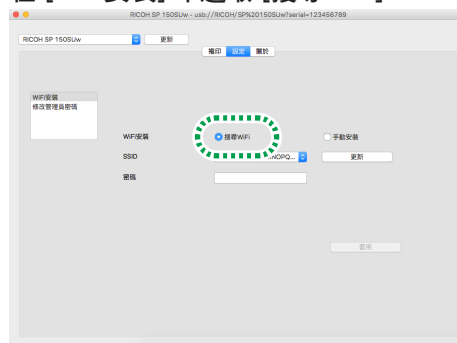 RICOH SP 150SUw - usb://RICOH/SP%20150SUw?serial=123456789
RICOH SP 150SUw 更新
複印 設定 關於
WiFi安裝
修改管理員密碼
WiFi安裝 搜尋WiFi 手動安裝
SSID NOPQ... 更新
密碼
套用